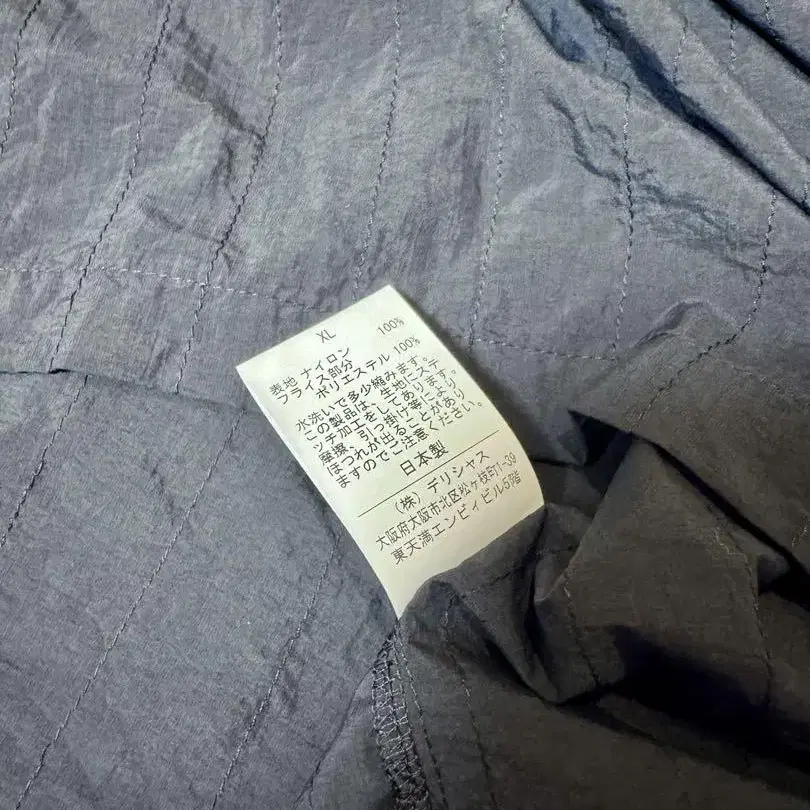 XL
表地 ナイロン 100%
フライス部分
ポリエステル 100%
水洗いで多少縮みます。
この製品は、生地にステ
ッチ加工をしてあります。
摩擦、引っ掛け等により、
ほつれが出ることがあり
ますのでご注意ください。
日本製
(株) デリシャス
大阪府大阪市北区松ヶ枝町1-39
東天満エンビィビル5階